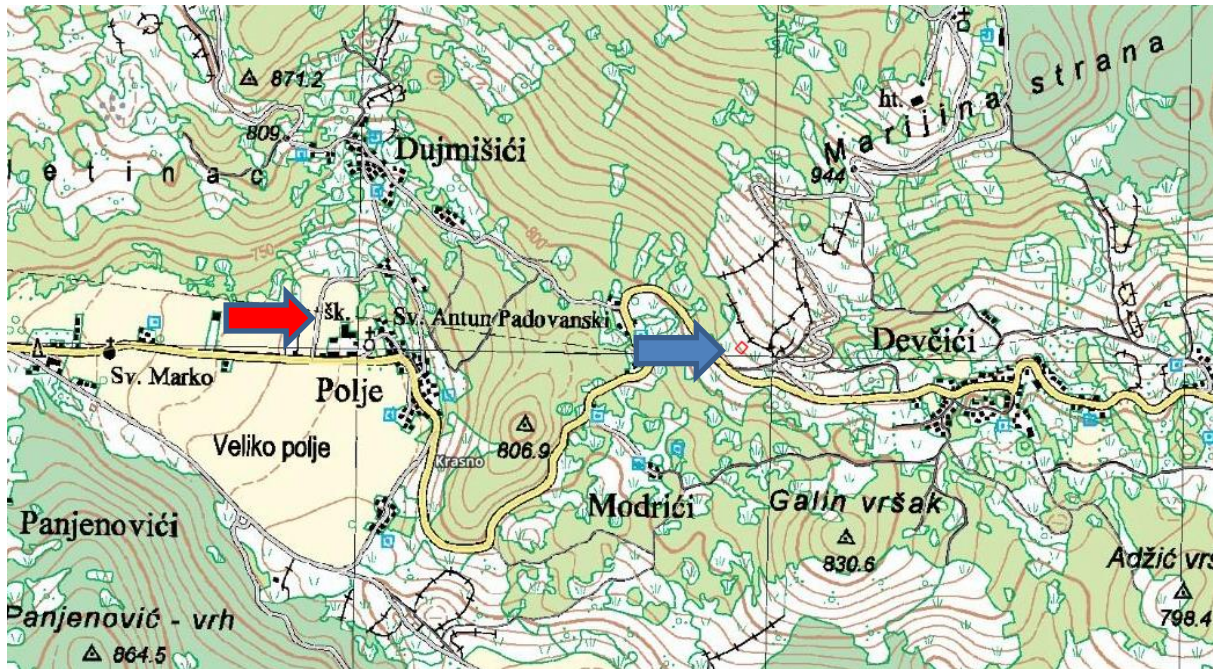 871.2
809
Dujmišići
letinac
750
800
Marijina strana
ht.
944
šk.
Sv. Antun Padovanski
Devčići
Sv. Marko
Polje
Veliko polje
Krasno
806.9
Modrići
Galin vršak
830.6
Panjenovići
Adžić vrš
798.4
Panjenović - vrh
864.5